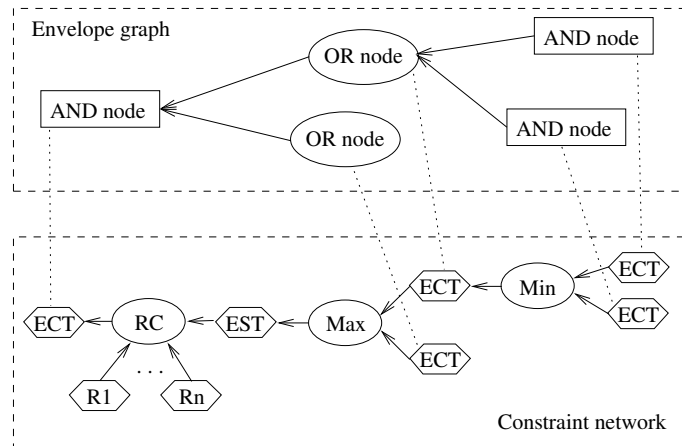 Envelope graph
AND node
OR node
AND node
AND node
OR node
ECT
ECT
Min
ECT
ECT
RC
EST
Max
ECT
R1
. . .
Rn
Constraint network